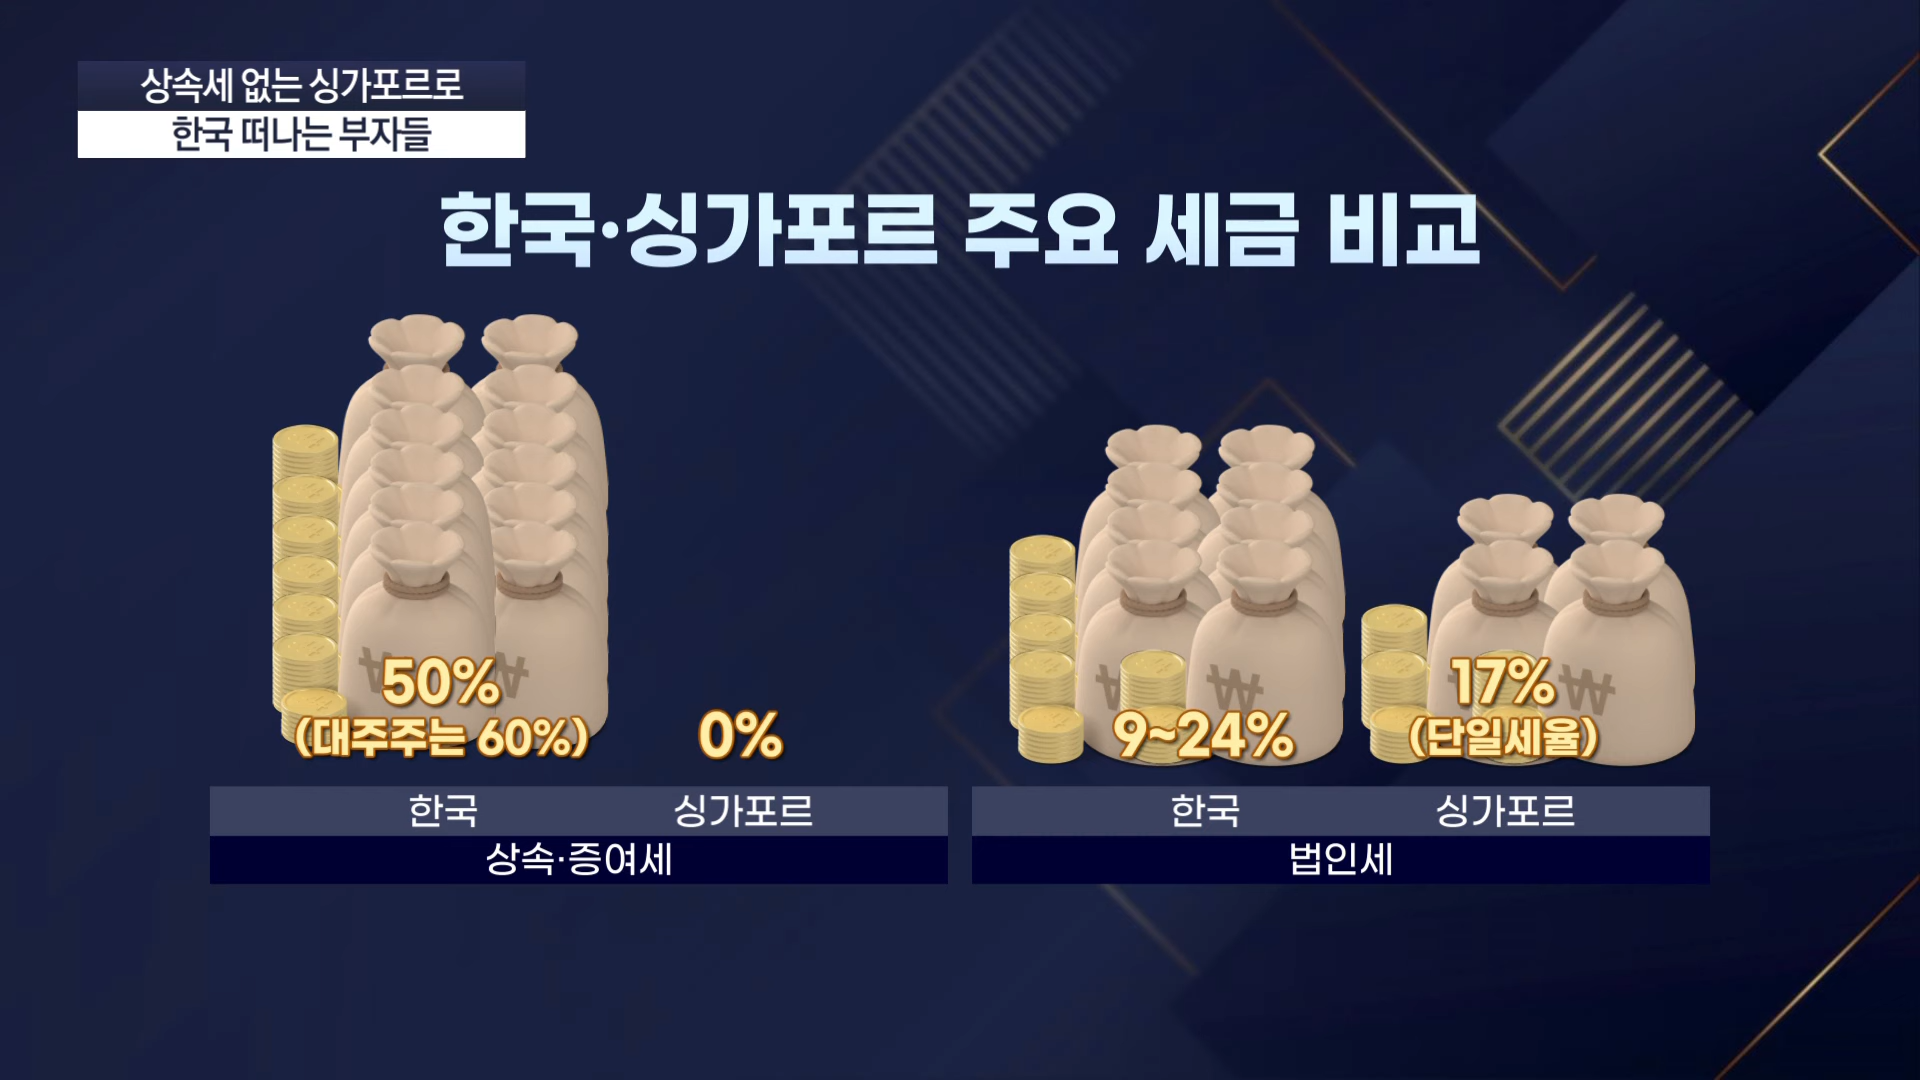 상속세 없는 싱가포르로
한국 떠나는 부자들
한국·싱가포르 주요 세금 비교
50%
(대주주는 60%)
0%
한국 싱가포르
상속·증여세
9~24%
17%
(단일세율)
한국 싱가포르
법인세